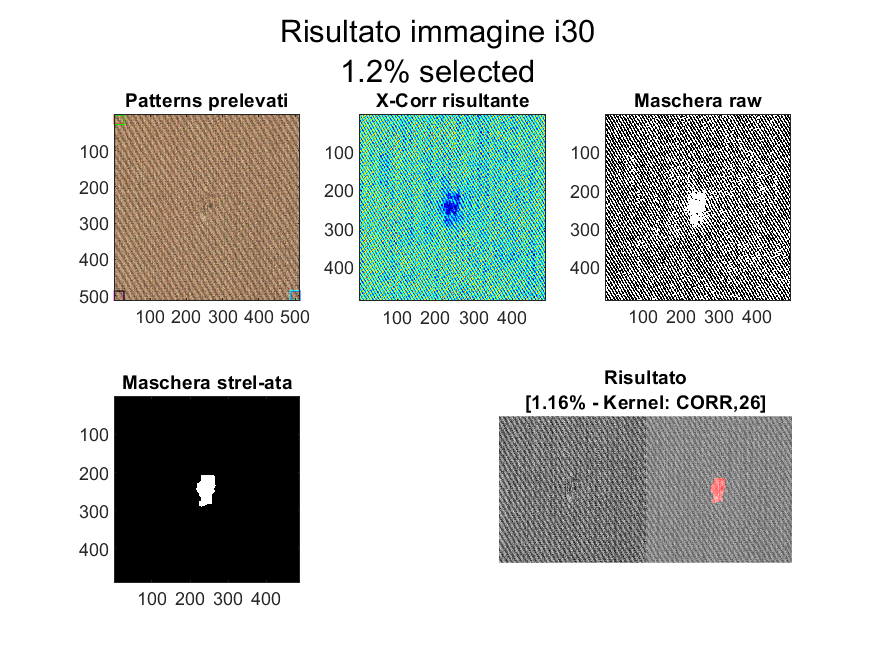 Risultato immagine i30
1.2% selected
Patterns prelevati
100
200
300
400
500
100 200 300 400 500
X-Corr risultante
100
200
300
400
100 200 300 400
Maschera raw
100
200
300
400
100 200 300 400
Maschera strel-ata
100
200
300
400
100 200 300 400
Risultato
[1.16% - Kernel: CORR,26]